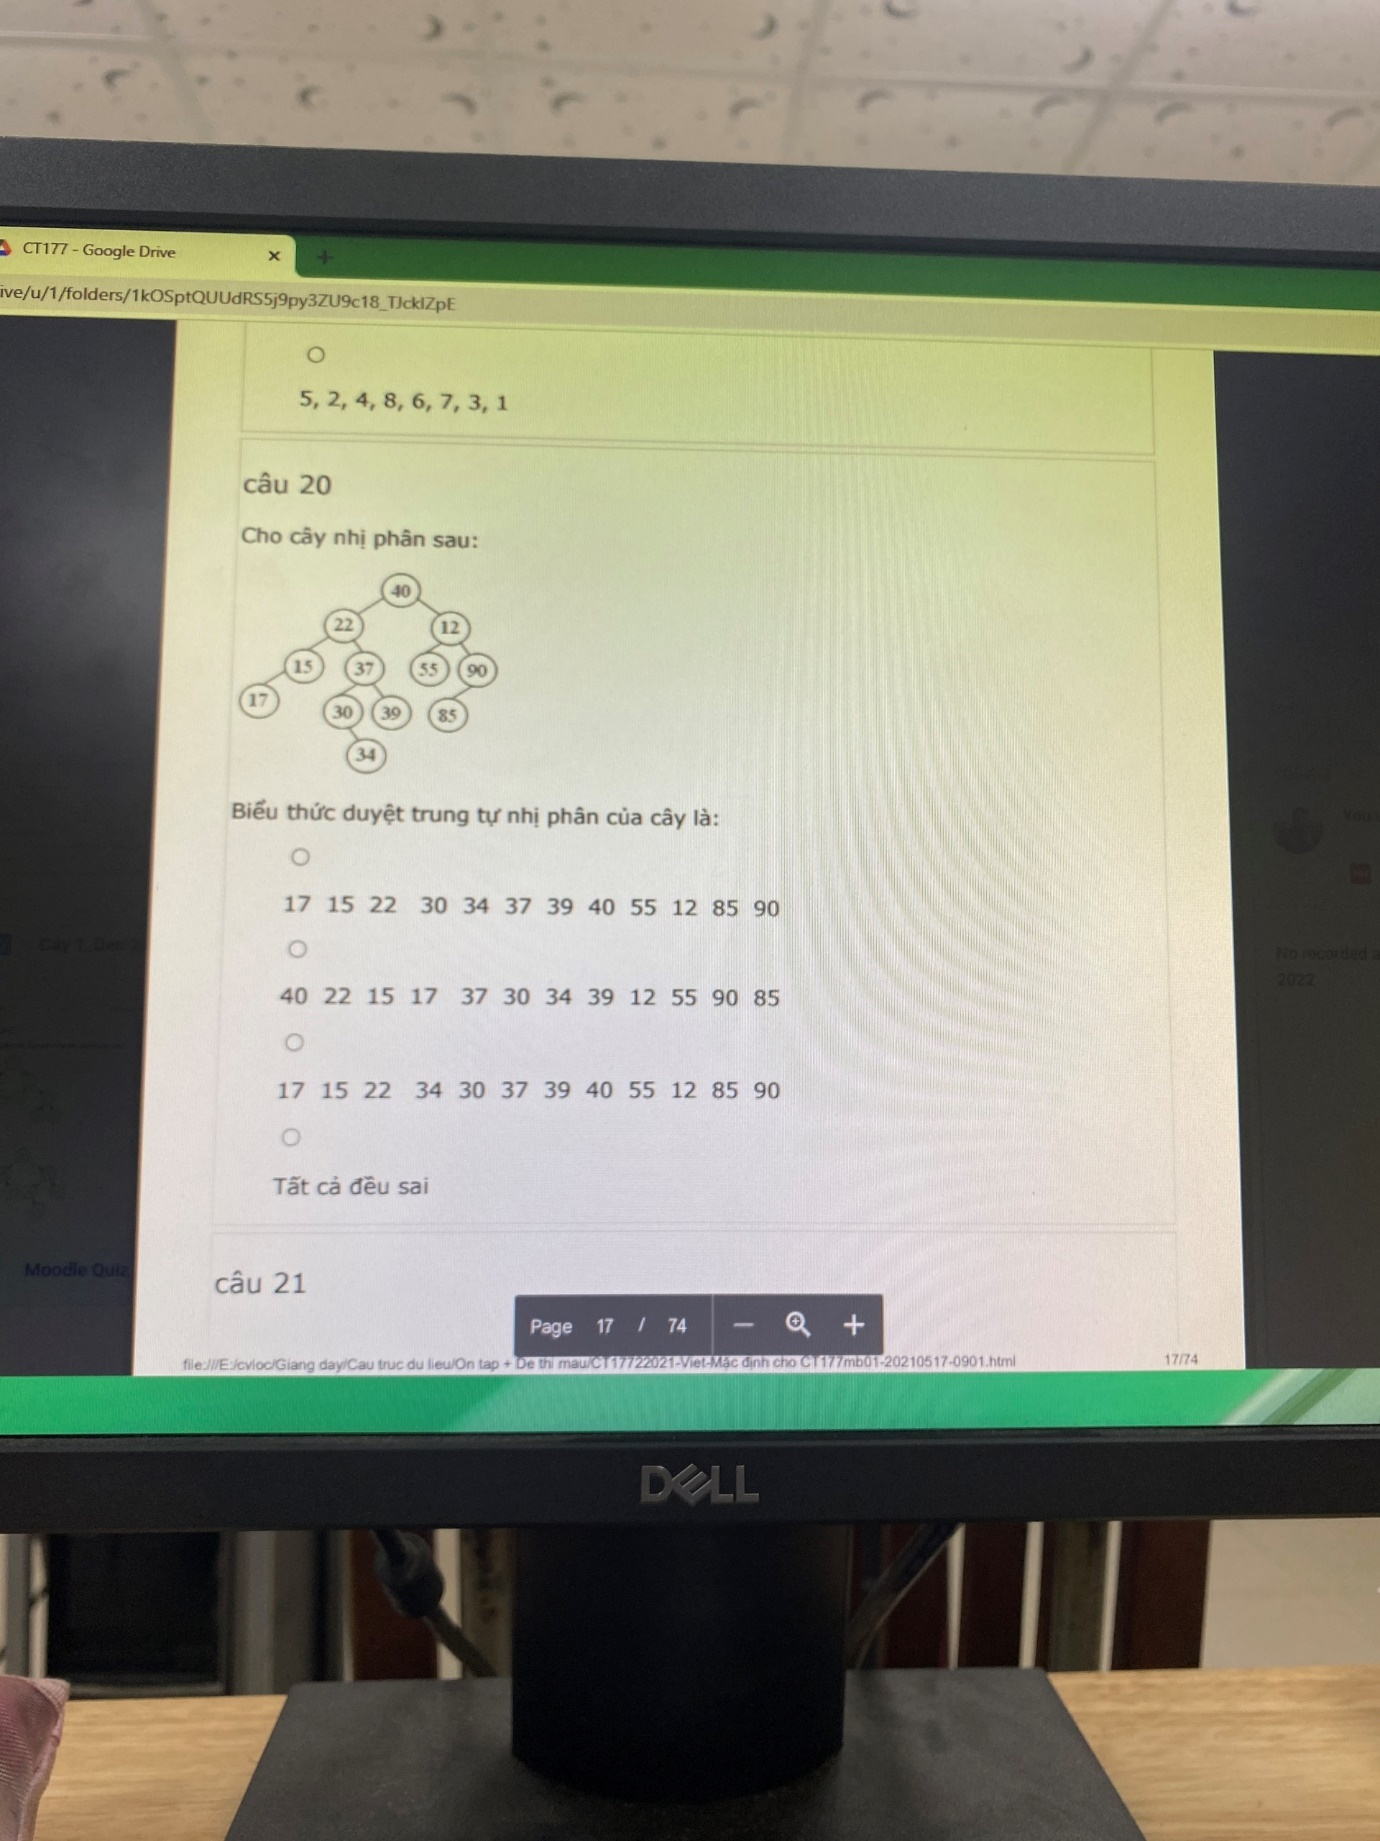 CT177 - Google Drive
ive/u/1/folders/1kOSptQUUdRS5j9py3ZU9c18_TJcklZpE
5, 2, 4, 8, 6, 7, 3, 1
câu 20
Cho cây nhị phân sau:
40
22 12
15 37 55 90
17 30 39 85
34
Biểu thức duyệt trung tự nhị phân của cây là:
17 15 22 30 34 37 39 40 55 12 85 90
40 22 15 17 37 30 34 39 12 55 90 85
17 15 22 34 30 37 39 40 55 12 85 90
Tất cả đều sai
câu 21
Page 17 / 74
file:///E:/cvloc/Giang day/Cau truc du lieu/On tap + De thi mau/CT17722021-Viet-Mặc định cho CT177mb01-20210517-0901.html 17/74
Moodle Quiz
No recorded
2022
DELL